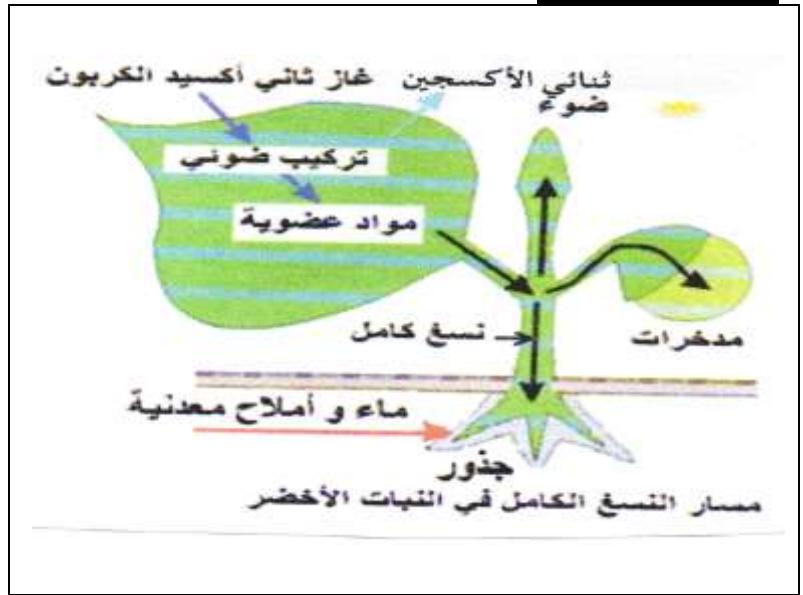 ثنائي الأكسجين
غاز ثاني أكسيد الكربون
ضوء
تركيب ضوئي
مواد عضوية
نسغ كامل
مدخرات
ماء و أملاح معدنية
جذور
مسار النسغ الكامل في النبات الأخضر